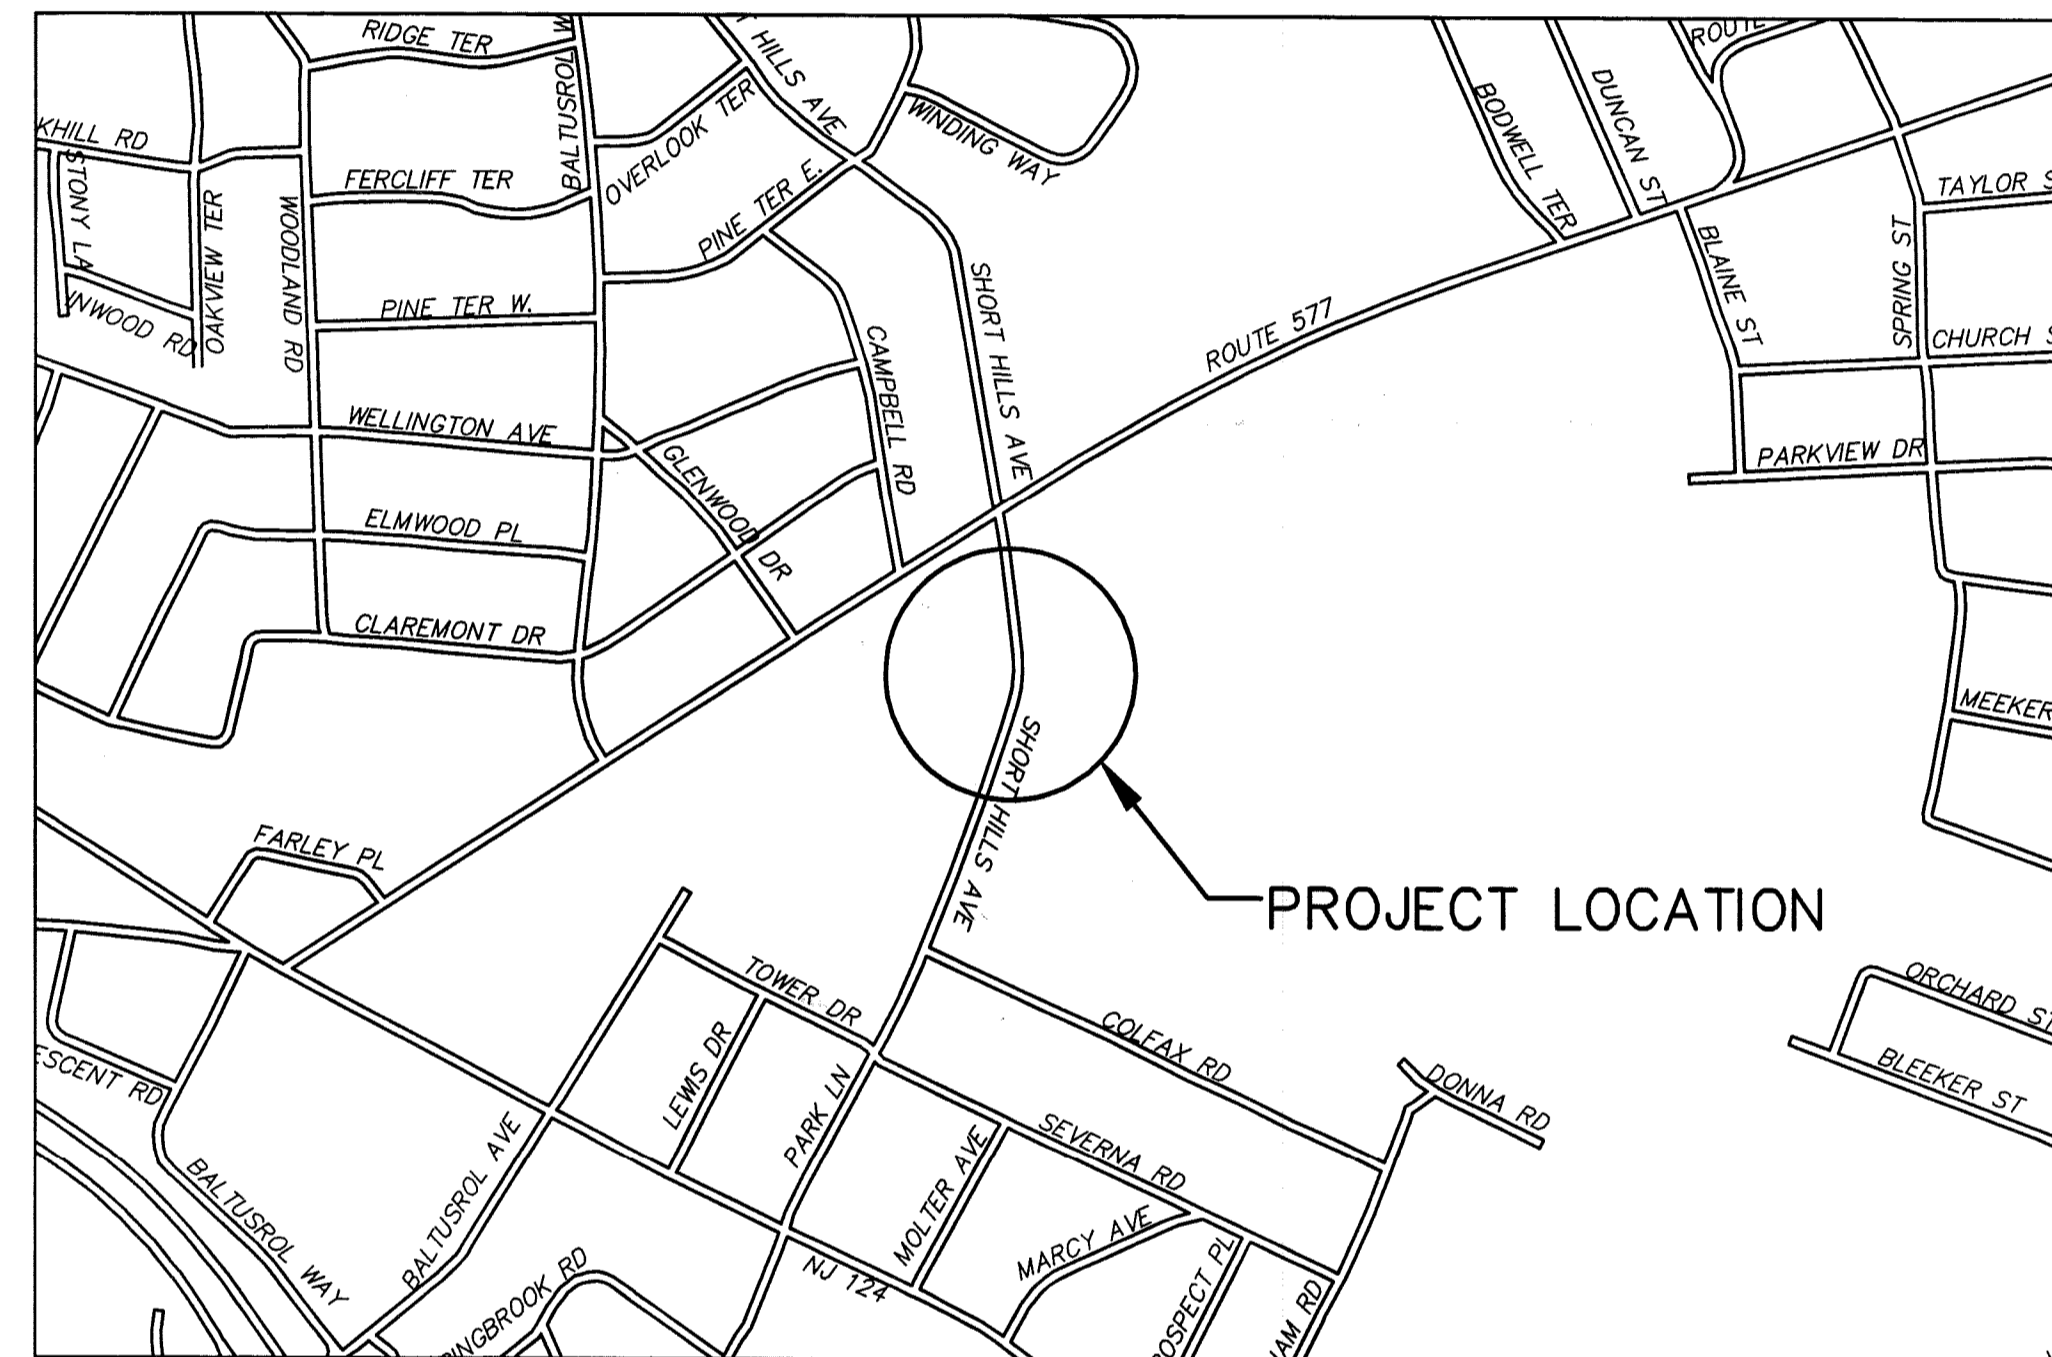 RIDGE TER
BALTUSROL W
HILLS AVE
ROUTE
KHILL RD
STONY LA
OAKVIEW TER
WOODLAND RD
FERCLIFF TER
OVERLOOK TER
WINDING WAY
PINE TER E.
BODWELL TER
DUNCAN ST
TAYLOR S
SPRING ST
BLAINE ST
NWOOD RD
PINE TER W.
SHORT HILLS AVE
ROUTE 577
CHURCH S
CAMPBELL RD
WELLINGTON AVE
GLENWOOD DR
PARKVIEW DR
ELMWOOD PL
CLAREMONT DR
MEEKER
SHORT HILLS AVE
FARLEY PL
PROJECT LOCATION
TOWER DR
COLFAX RD
ORCHARD ST
BLEEKER ST
ESCENT RD
LEWIS DR
PARK LN
DONNA RD
SEVERNA RD
BALTUSROL AVE
MOLTER AVE
BALTUSROL WAY
MARCY AVE
NJ 124
INGBROOK RD
OSPECT PL
AM RD